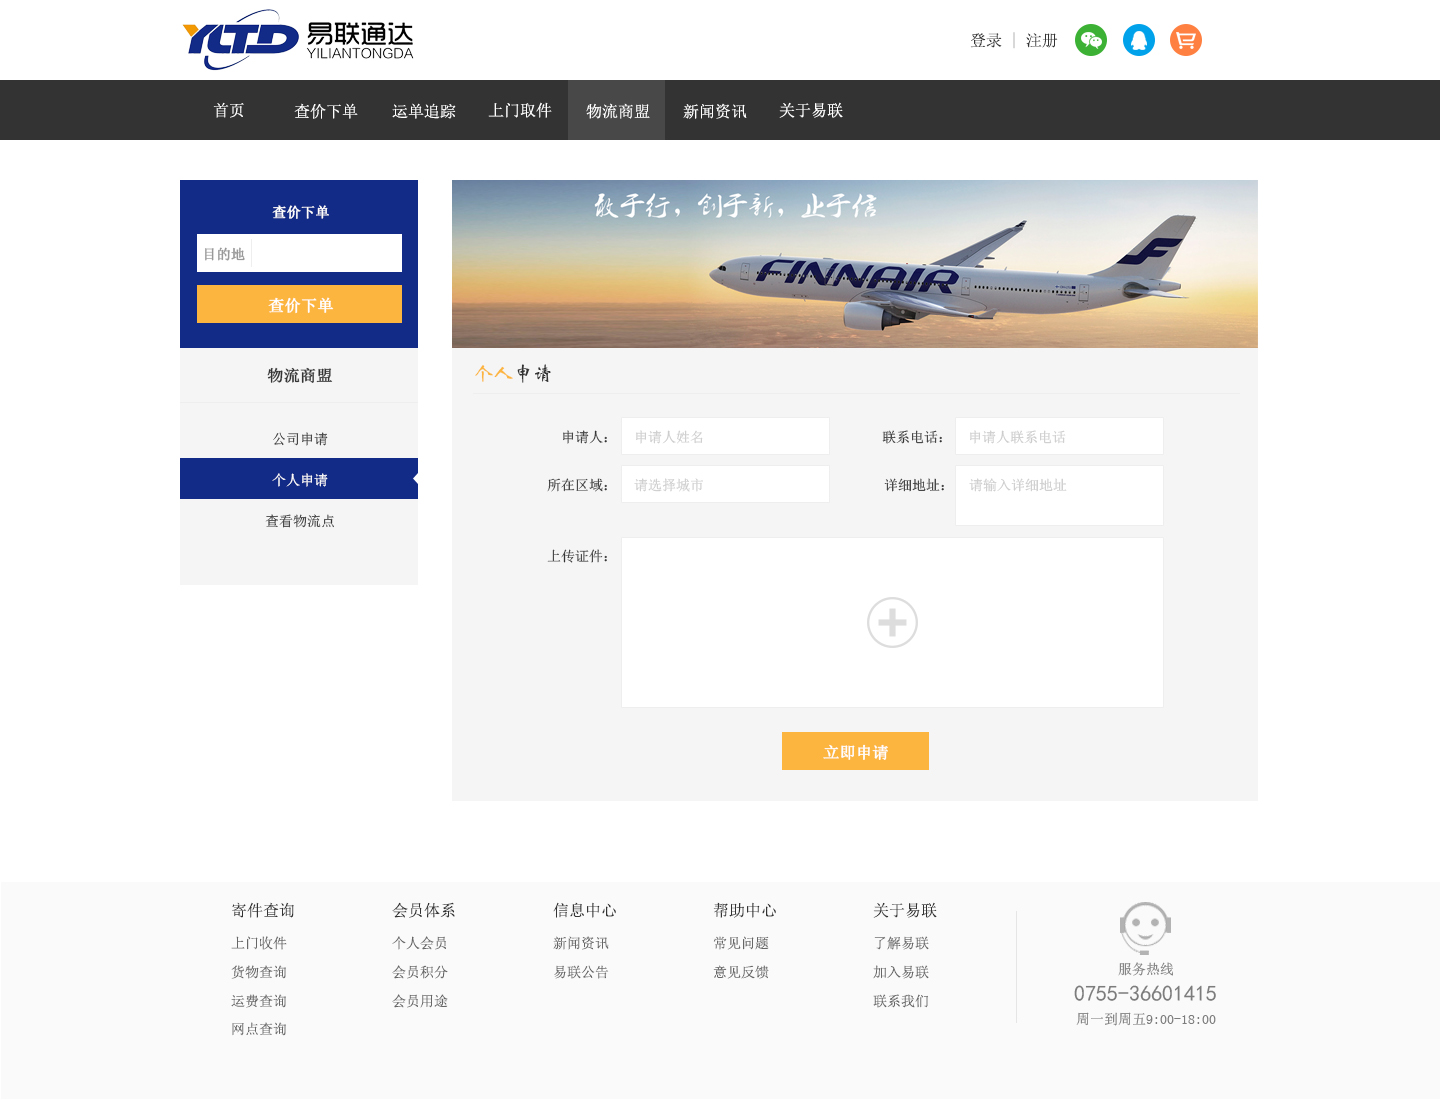 YLTD 易联通达
YILIANTONGDA
登录 | 注册
首页 查价下单 运单追踪 上门取件 物流商盟 新闻资讯 关于易联
查价下单
目的地
查价下单
物流商盟
公司申请
个人申请
查看物流点
敢于行，创于新，止于信
FINNAIR
个人申请
申请人： 申请人姓名 联系电话： 申请人联系电话
所在区域： 请选择城市 详细地址： 请输入详细地址
上传证件：
立即申请
寄件查询 会员体系 信息中心 帮助中心 关于易联
上门收件 个人会员 新闻资讯 常见问题 了解易联
货物查询 会员积分 易联公告 意见反馈 加入易联
运费查询 会员用途 联系我们
网点查询
服务热线
0755-36601415
周一到周五9:00-18:00